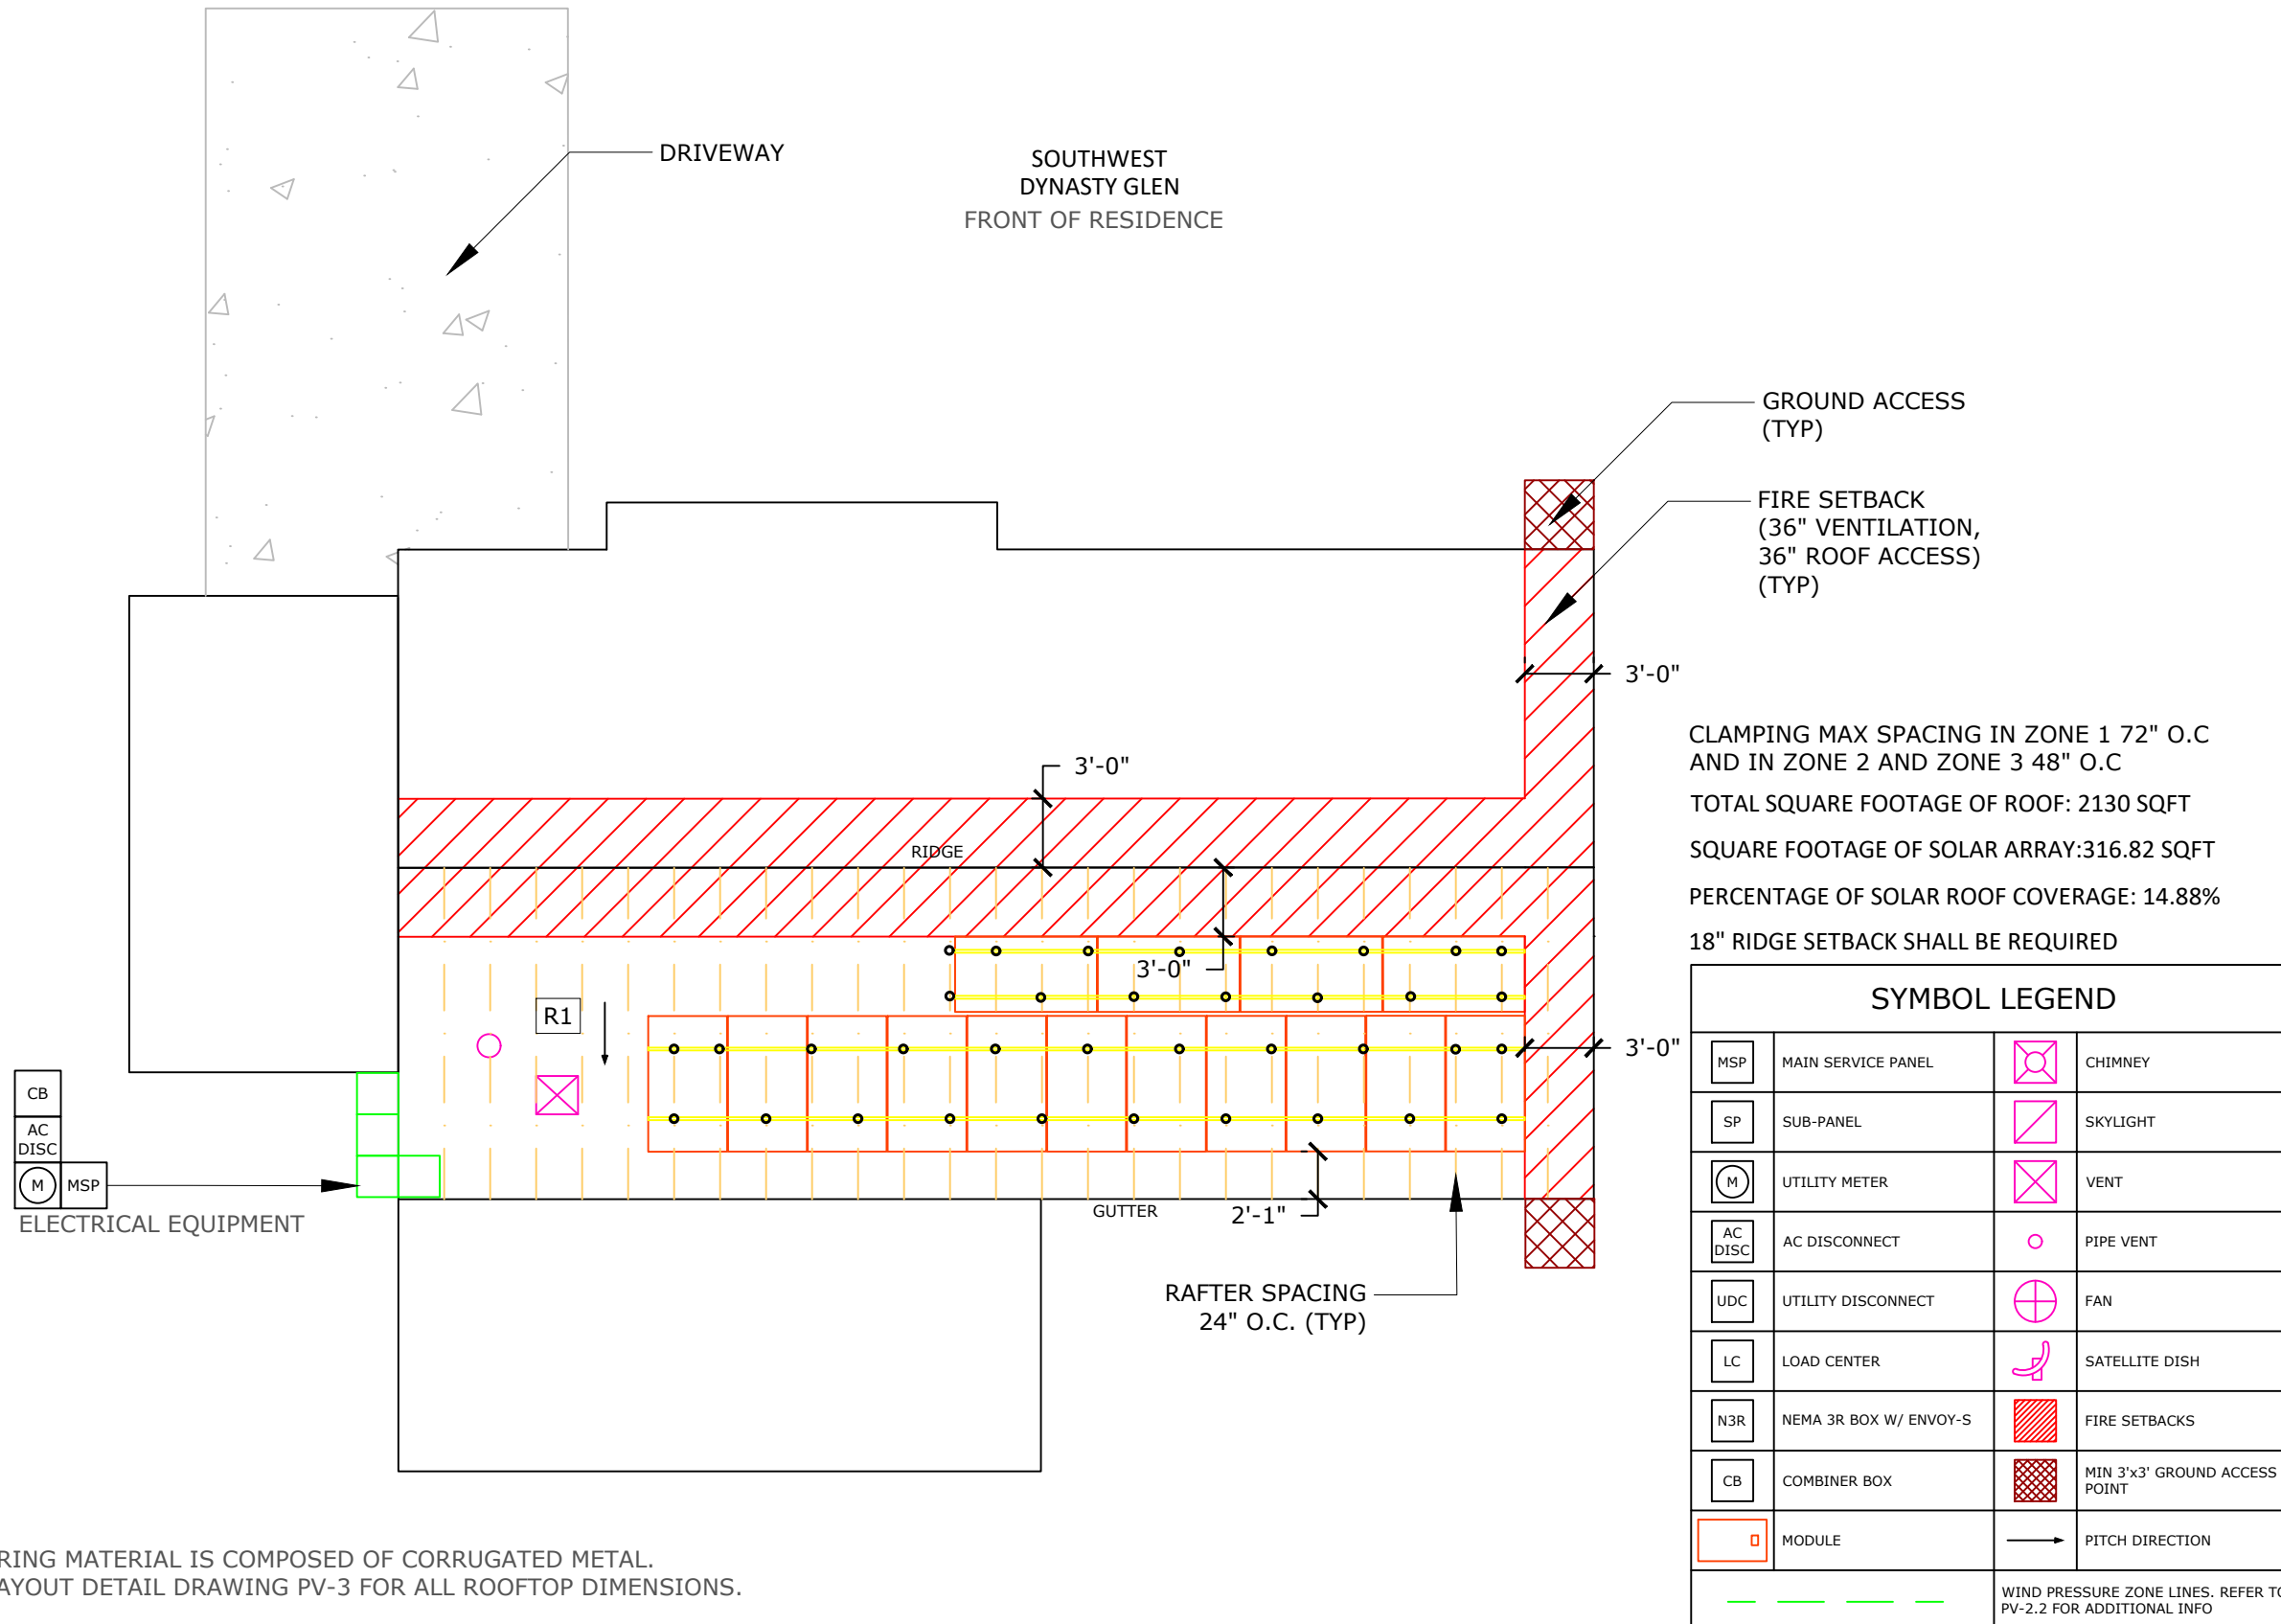 DRIVEWAY
SOUTHWEST
DYNASTY GLEN
FRONT OF RESIDENCE
GROUND ACCESS
(TYP)
FIRE SETBACK
(36" VENTILATION,
36" ROOF ACCESS)
(TYP)
3'-0"
CLAMPING MAX SPACING IN ZONE 1 72" O.C
AND IN ZONE 2 AND ZONE 3 48" O.C
TOTAL SQUARE FOOTAGE OF ROOF: 2130 SQFT
SQUARE FOOTAGE OF SOLAR ARRAY:316.82 SQFT
PERCENTAGE OF SOLAR ROOF COVERAGE: 14.88%
18" RIDGE SETBACK SHALL BE REQUIRED
3'-0"
RIDGE
3'-0"
R1
3'-0"
CB
AC
DISC
M MSP
ELECTRICAL EQUIPMENT
GUTTER
2'-1"
RAFTER SPACING
24" O.C. (TYP)
SYMBOL LEGEND
MSP MAIN SERVICE PANEL CHIMNEY
SP SUB-PANEL SKYLIGHT
M UTILITY METER VENT
AC
DISC
AC DISCONNECT PIPE VENT
UDC UTILITY DISCONNECT FAN
LC LOAD CENTER SATELLITE DISH
N3R NEMA 3R BOX W/ ENVOY-S FIRE SETBACKS
CB COMBINER BOX MIN 3'x3' GROUND ACCESS
POINT
MODULE PITCH DIRECTION
WIND PRESSURE ZONE LINES. REFER TO
PV-2.2 FOR ADDITIONAL INFO
RING MATERIAL IS COMPOSED OF CORRUGATED METAL.
AYOUT DETAIL DRAWING PV-3 FOR ALL ROOFTOP DIMENSIONS.